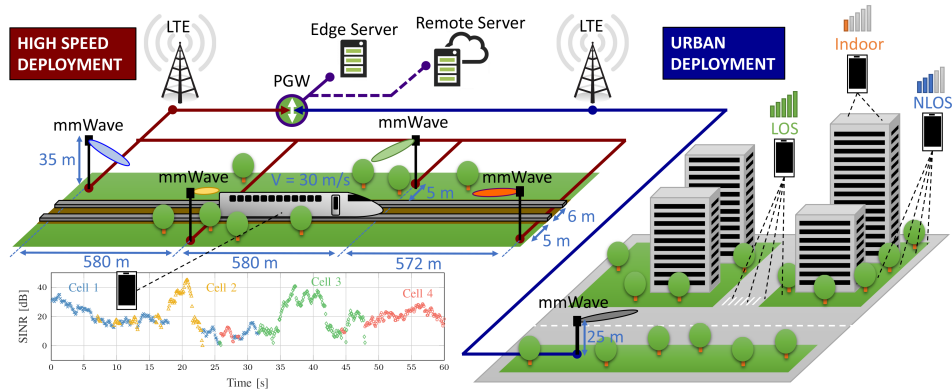 HIGH SPEED
DEPLOYMENT
LTE
Edge Server
Remote Server
PGW
LTE
URBAN
DEPLOYMENT
Indoor
NLOS
LOS
mmWave
mmWave
35 m
mmWave
V = 30 m/s
mmWave
5 m
6 m
5 m
580 m
580 m
572 m
mmWave
25 m
SINR [dB]
40
20
0
Cell 1
Cell 2
Cell 3
Cell 4
0
5
10
15
20
25
30
35
40
45
50
55
60
Time [s]